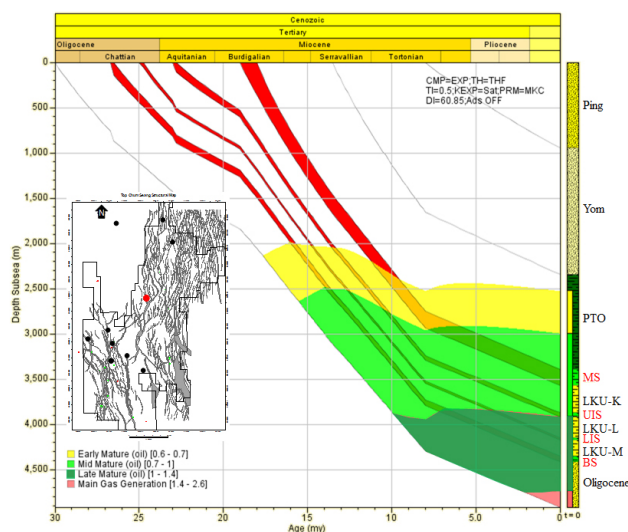 Cenozoic
Tertiary
Oligocene Miocene Pliocene
Chattian Aquitanian Burdigalian Serravallian Tortonian
CMP=EXP;TH=THF
TI=0.5;KEXP=Sat;PRM=MKC
DI=60.85;Ads.OFF
0
500
1,000
1,500
2,000
2,500
3,000
3,500
4,000
4,500
Depth Subsea (m)
N
Early Mature (oil) [0.6 - 0.7]
Mid Mature (oil) [0.7 - 1]
Late Mature (oil) [1 - 1.4]
Main Gas Generation [1.4 - 2.6]
30 25 20 15 10 5 0
Age (my)
t = 0
Ping
Yom
PTO
MS
LKU-K
UIS
LKU-L
LIS
LKU-M
BS
Oligocene